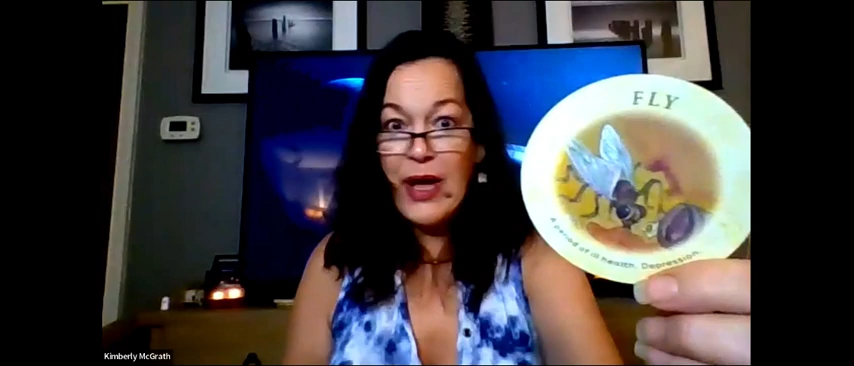 FLY
A period of ill health. Depression.
Kimberly McGrath